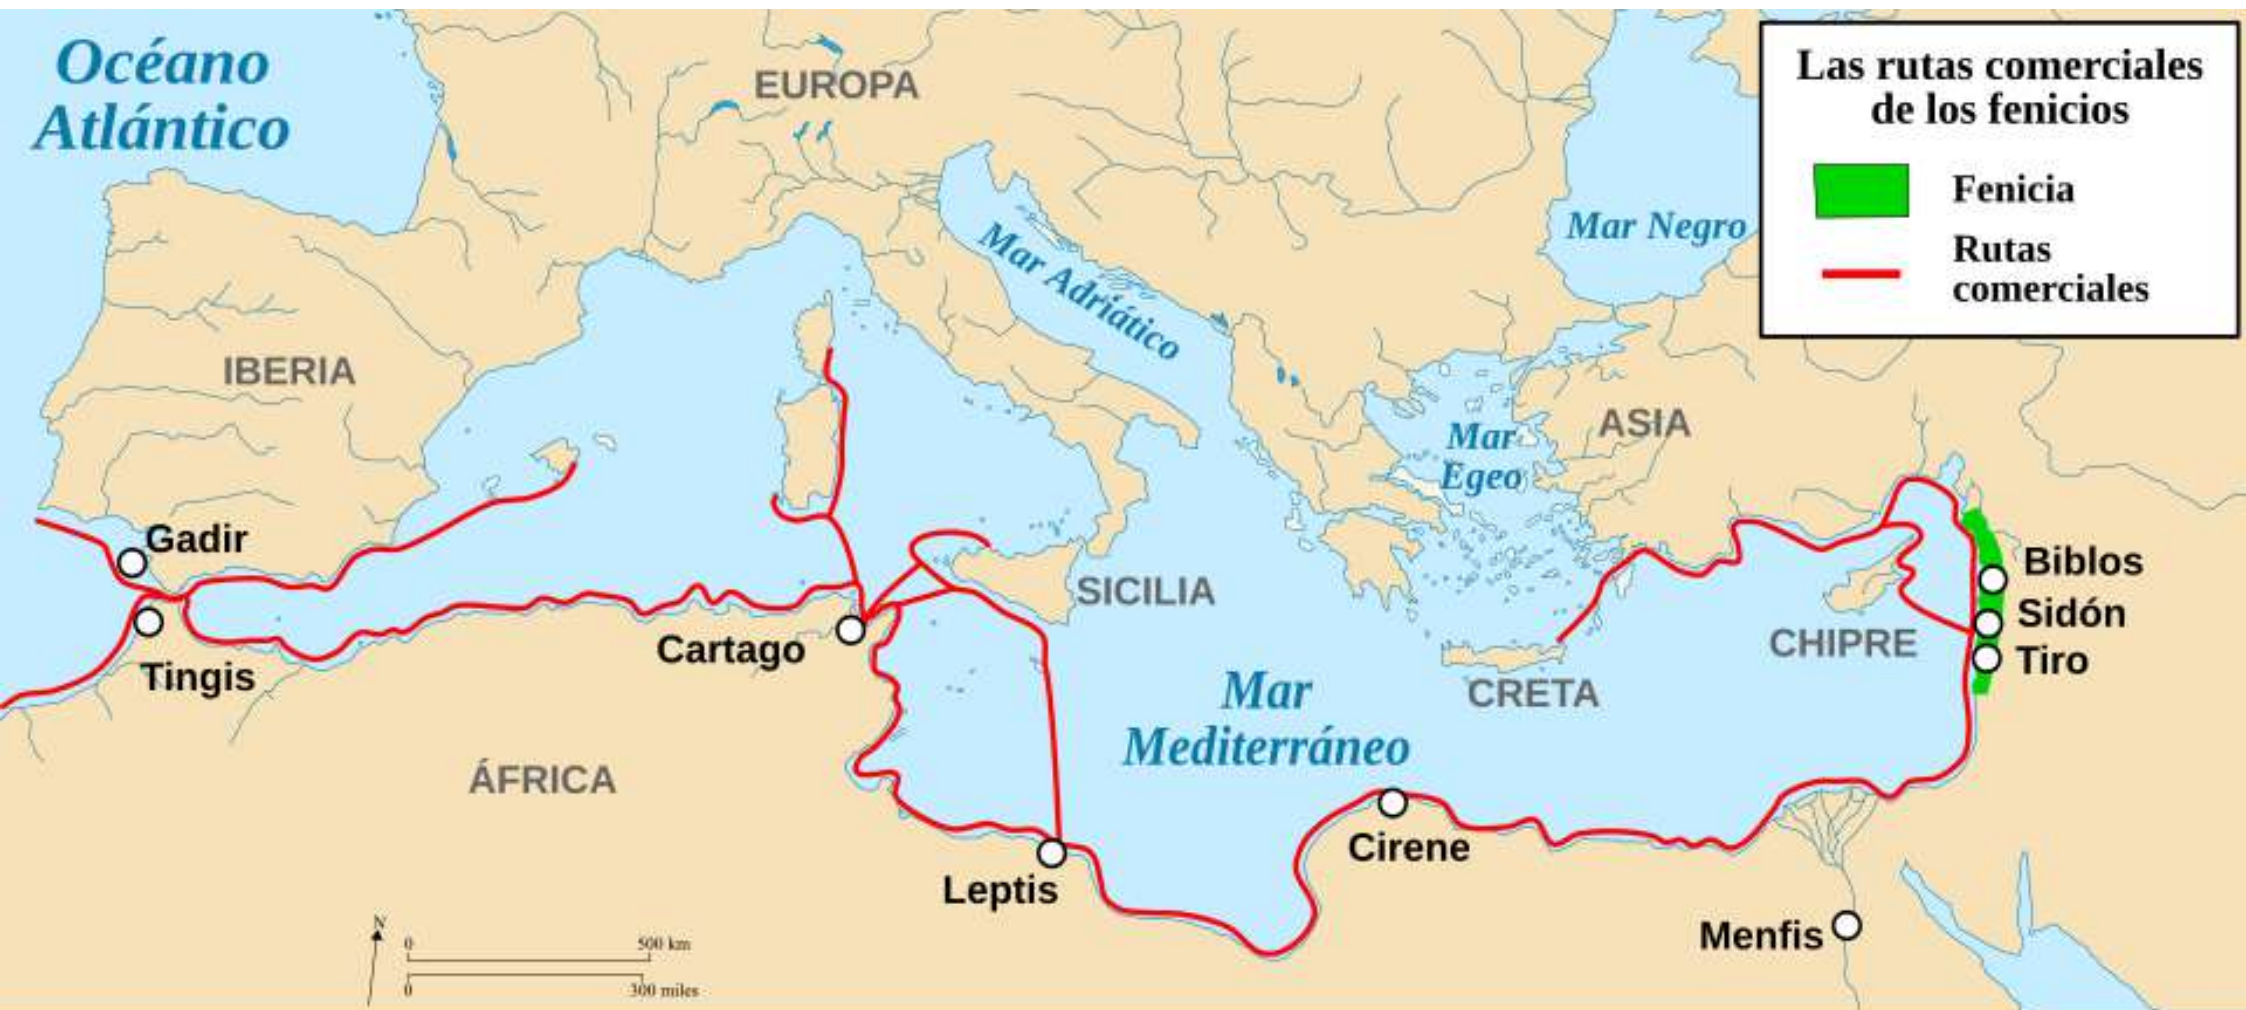 Océano
Atlántico
EUROPA
Las rutas comerciales
de los fenicios
Fenicia
Rutas
comerciales
Mar Negro
Mar Adriático
IBERIA
ASIA
Mar
Egeo
Gadir
Tingis
Cartago
SICILIA
Biblos
Sidón
Tiro
CHIPRE
CRETA
Mar
Mediterráneo
ÁFRICA
Leptis
Cirene
Menfis
N
0 500 km
0 300 miles